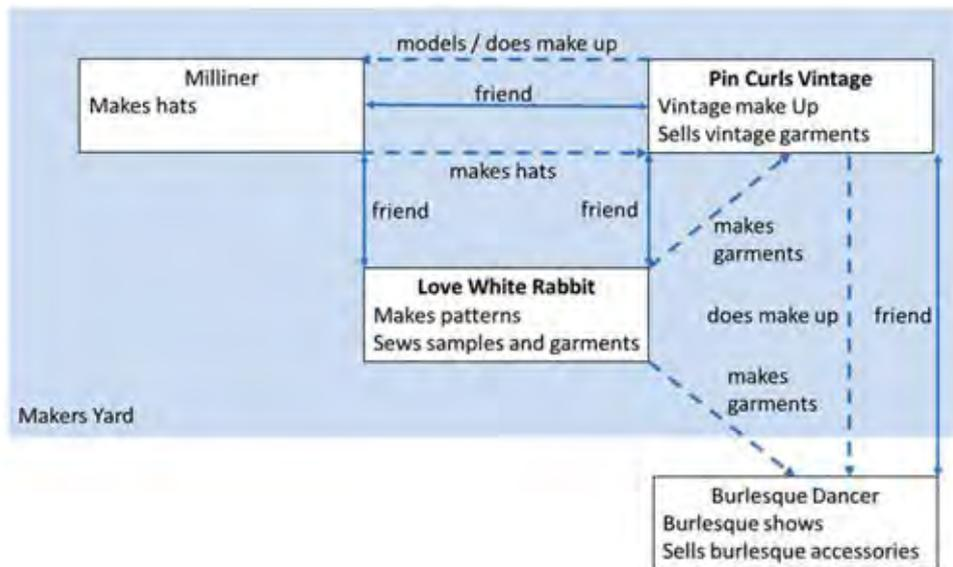 models / does make up
Milliner
Makes hats
friend
Pin Curls Vintage
Vintage make Up
Sells vintage garments
makes hats
friend
friend
makes
garments
Love White Rabbit
Makes patterns
Sews samples and garments
does make up
friend
makes
garments
Makers Yard
Burlesque Dancer
Burlesque shows
Sells burlesque accessories